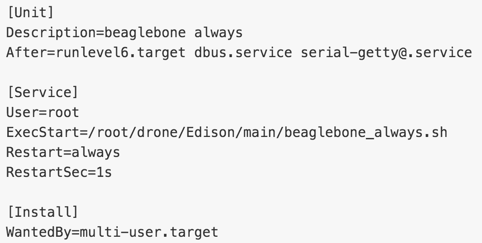 [Unit]
Description=beaglebone always
After=runlevel6.target dbus.service serial-getty@.service
[Service]
User=root
ExecStart=/root/drone/Edison/main/beaglebone_always.sh
Restart=always
RestartSec=1s
[Install]
WantedBy=multi-user.target